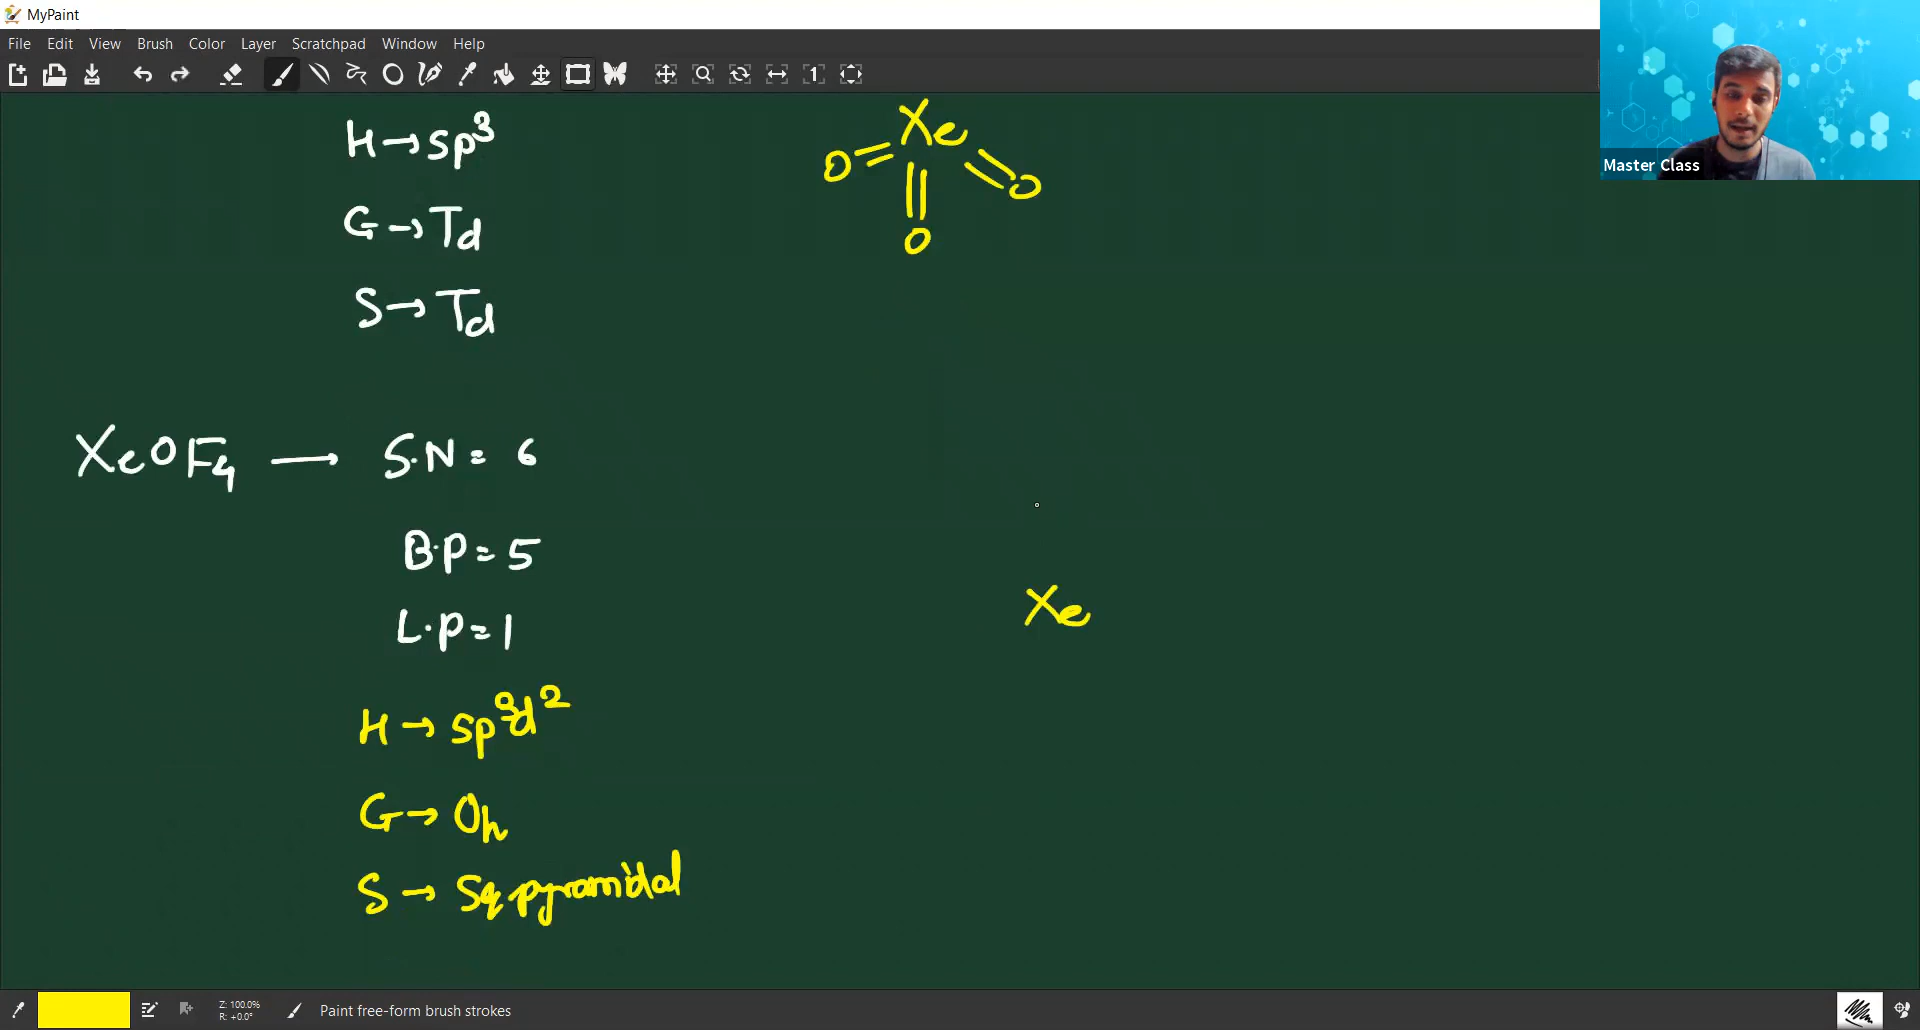 MyPaint
File Edit View Brush Color Layer Scratchpad Window Help
Master Class
H → sp³
G → Td
S → Td
Xe
O = = O
||
O
XeOF₄ → S.N = 6
B.P = 5
L.P = 1
Xe
H → sp³d²
G → Oh
S → Sq pyramidal
Z: 100.0%
R: +0.0°
Paint free-form brush strokes